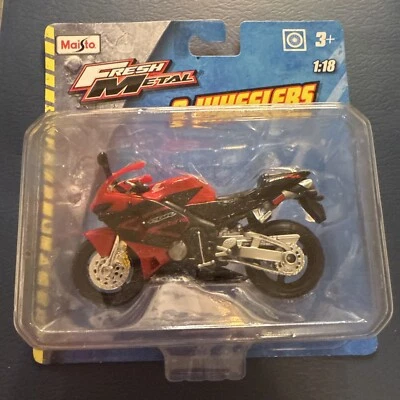 Maisto
FRESH
METAL
3+
1:18
2 WHEELERS